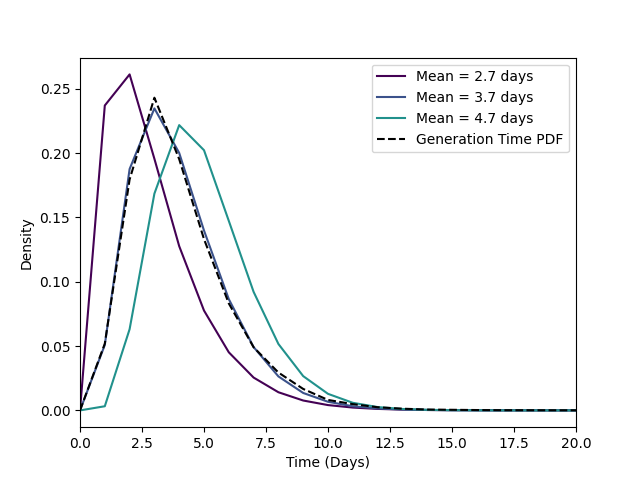 Mean = 2.7 days
Mean = 3.7 days
Mean = 4.7 days
Generation Time PDF
Density
0.25
0.20
0.15
0.10
0.05
0.00
0.0 2.5 5.0 7.5 10.0 12.5 15.0 17.5 20.0
Time (Days)